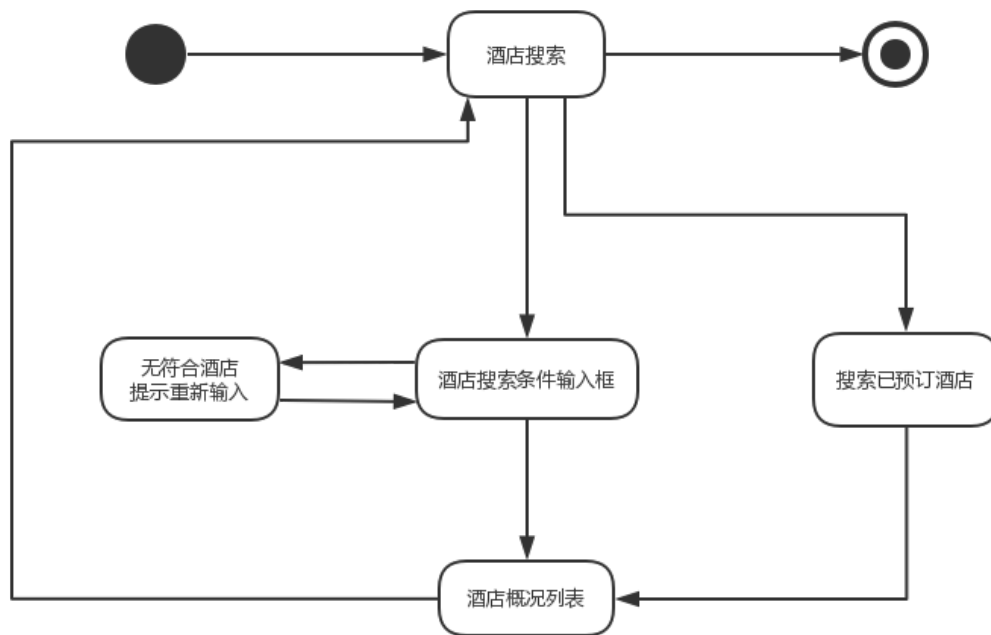 酒店搜索
无符合酒店
提示重新输入
酒店搜索条件输入框
搜索已预订酒店
酒店概况列表